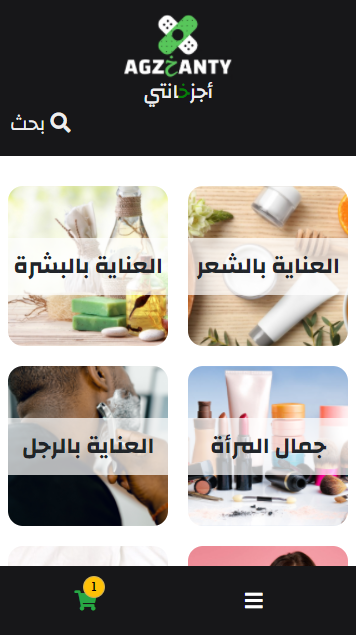 AGZخANTY
أجزخانتي
بحث
العناية بالشعر
العناية بالبشرة
جمال المرأة
العناية بالرجل
1